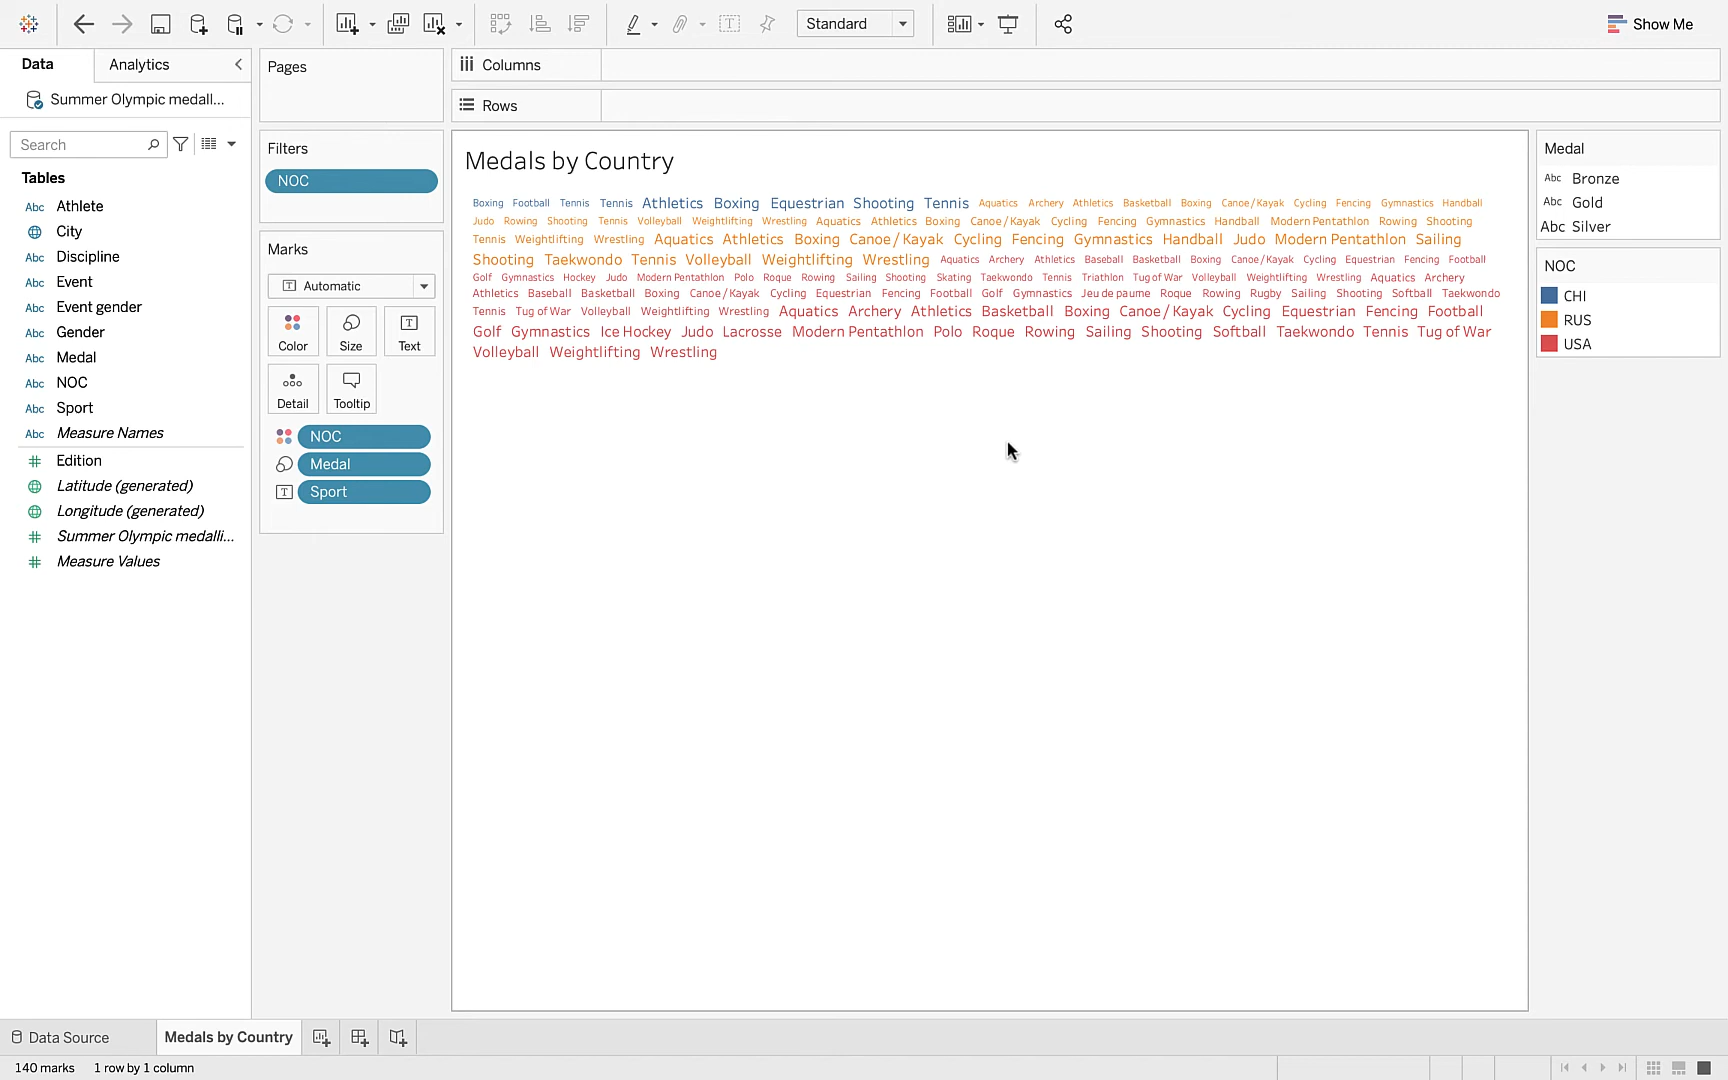 Standard
Show Me
Data
Analytics
Summer Olympic medall...
Search
Tables
Abc Athlete
City
Abc Discipline
Abc Event
Abc Event gender
Abc Gender
Abc Medal
Abc NOC
Abc Sport
Abc Measure Names
Edition
Latitude (generated)
Longitude (generated)
Summer Olympic medalli...
Measure Values
Pages
Filters
NOC
Marks
Automatic
Color Size Text
Detail Tooltip
NOC
Medal
Sport
Columns
Rows
Medals by Country
Boxing Football Tennis Tennis Athletics Boxing Equestrian Shooting Tennis Aquatics Archery Athletics Basketball Boxing Canoe / Kayak Cycling Fencing Gymnastics Handball
Judo Rowing Shooting Tennis Volleyball Weightlifting Wrestling Aquatics Athletics Boxing Canoe / Kayak Cycling Fencing Gymnastics Handball Modern Pentathlon Rowing Shooting
Tennis Weightlifting Wrestling Aquatics Athletics Boxing Canoe / Kayak Cycling Fencing Gymnastics Handball Judo Modern Pentathlon Sailing
Shooting Taekwondo Tennis Volleyball Weightlifting Wrestling Aquatics Archery Athletics Baseball Basketball Boxing Canoe / Kayak Cycling Equestrian Fencing Football
Golf Gymnastics Hockey Judo Modern Pentathlon Polo Roque Rowing Sailing Shooting Skating Taekwondo Tennis Triathlon Tug of War Volleyball Weightlifting Wrestling Aquatics Archery
Athletics Baseball Basketball Boxing Canoe / Kayak Cycling Equestrian Fencing Football Golf Gymnastics Jeu de paume Roque Rowing Rugby Sailing Shooting Softball Taekwondo
Tennis Tug of War Volleyball Weightlifting Wrestling Aquatics Archery Athletics Basketball Boxing Canoe / Kayak Cycling Equestrian Fencing Football
Golf Gymnastics Ice Hockey Judo Lacrosse Modern Pentathlon Polo Roque Rowing Sailing Shooting Softball Taekwondo Tennis Tug of War
Volleyball Weightlifting Wrestling
Medal
Abc Bronze
Abc Gold
Abc Silver
NOC
CHI
RUS
USA
Data Source
Medals by Country
140 marks 1 row by 1 column